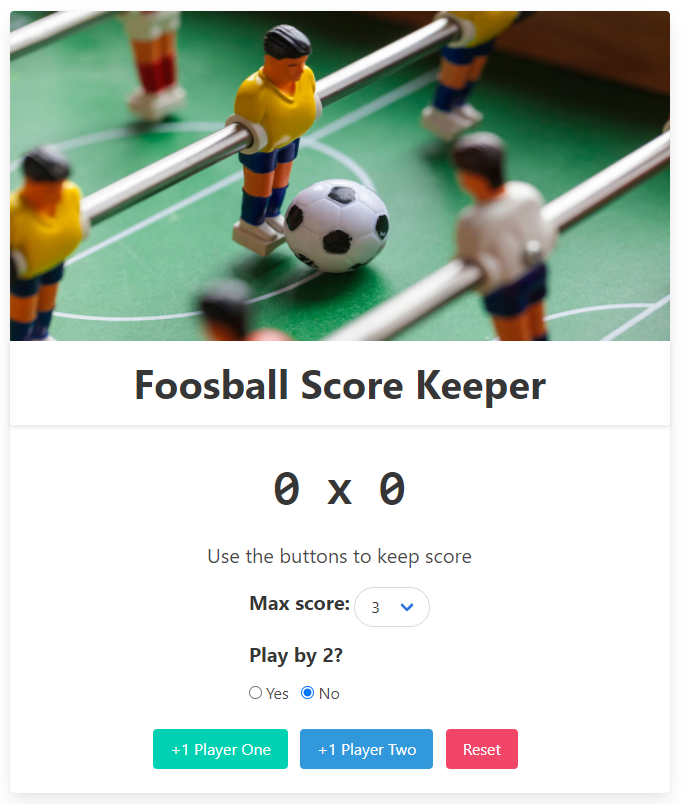 Foosball Score Keeper
0 x 0
Use the buttons to keep score
Max score: 3
Play by 2?
Yes No
+1 Player One +1 Player Two Reset